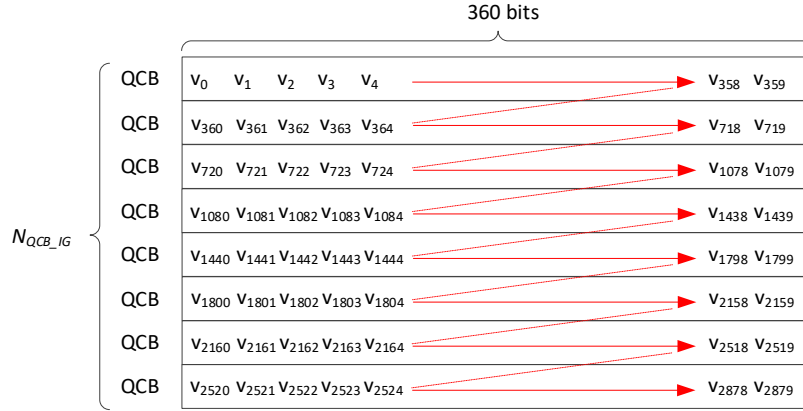 360 bits
QCB v0 v1 v2 v3 v4 v358 v359
QCB v360 v361 v362 v363 v364 v718 v719
QCB v720 v721 v722 v723 v724 v1078 v1079
QCB v1080 v1081 v1082 v1083 v1084 v1438 v1439
NQCB_IG
QCB v1440 v1441 v1442 v1443 v1444 v1798 v1799
QCB v1800 v1801 v1802 v1803 v1804 v2158 v2159
QCB v2160 v2161 v2162 v2163 v2164 v2518 v2519
QCB v2520 v2521 v2522 v2523 v2524 v2878 v2879